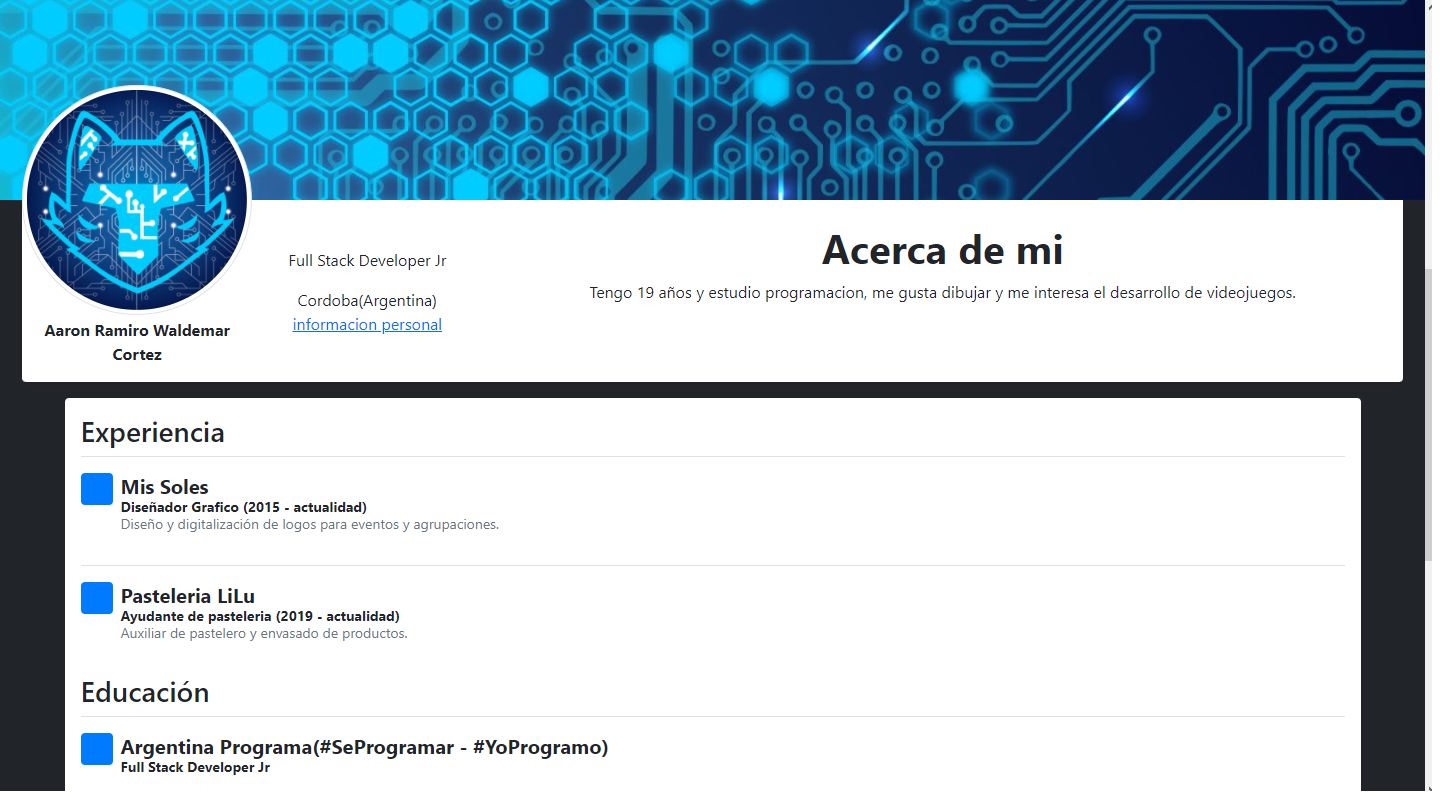 Aaron Ramiro Waldemar
Cortez
Full Stack Developer Jr
Cordoba(Argentina)
informacion personal
Acerca de mi
Tengo 19 años y estudio programacion, me gusta dibujar y me interesa el desarrollo de videojuegos.
Experiencia
Mis Soles
Diseñador Grafico (2015 - actualidad)
Diseño y digitalización de logos para eventos y agrupaciones.
Pasteleria LiLu
Ayudante de pasteleria (2019 - actualidad)
Auxiliar de pastelero y envasado de productos.
Educación
Argentina Programa(#SeProgramar - #YoProgramo)
Full Stack Developer Jr